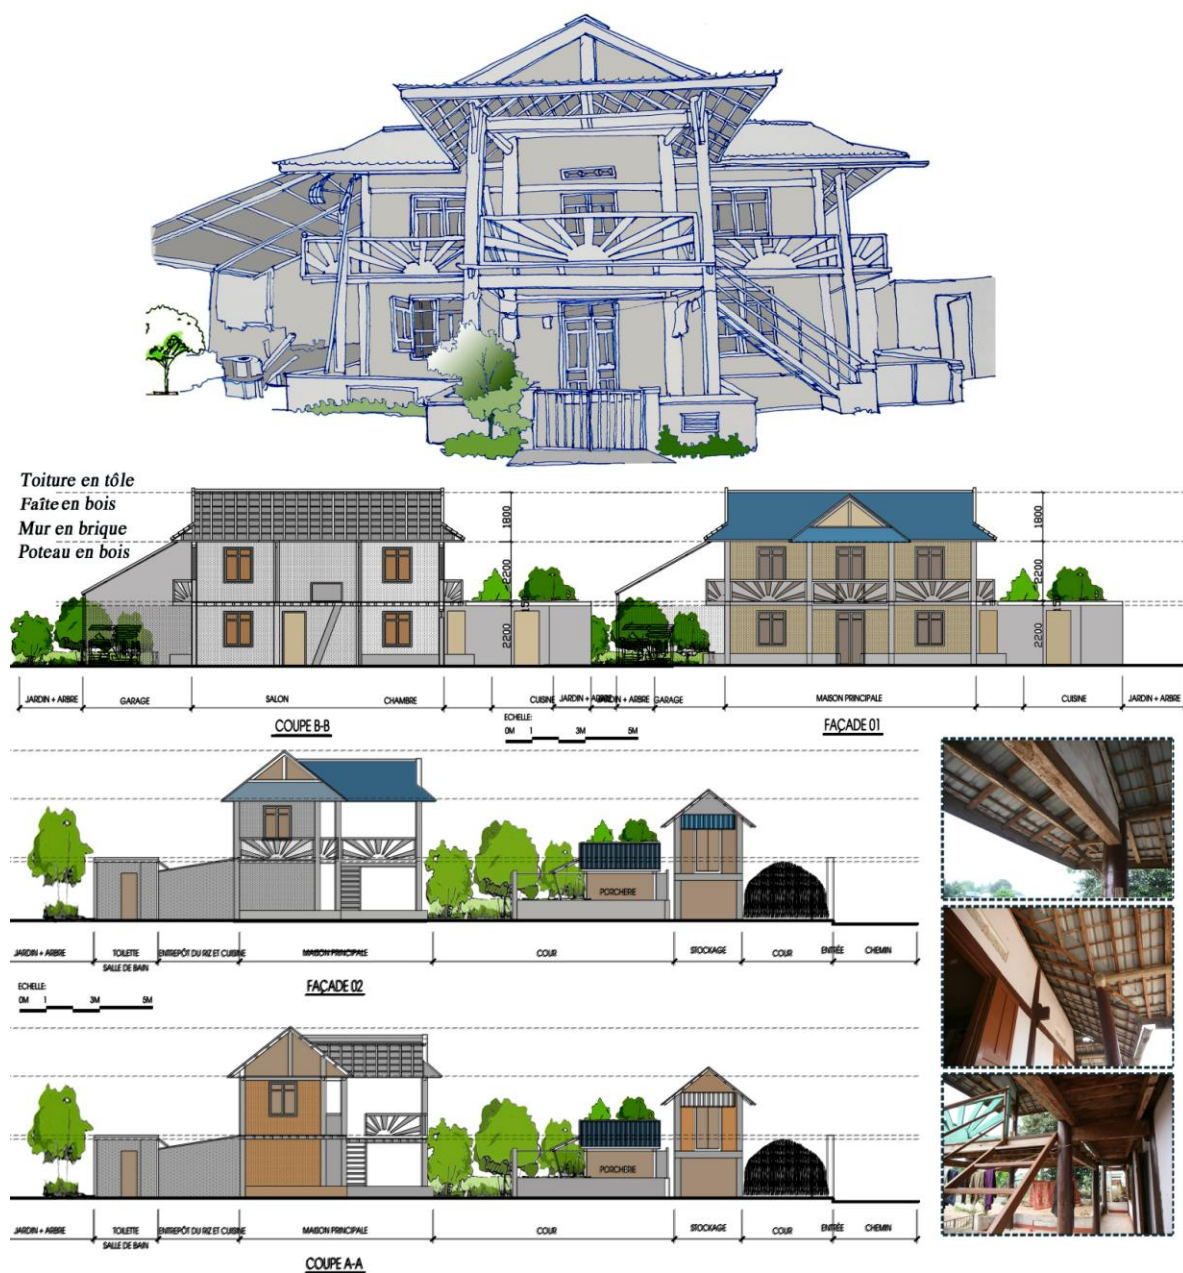 Toiture en tôle
Faîte en bois
Mur en brique
Poteau en bois
1800
2200
2200
1800
2200
2200
JARDIN + ARBRE
GARAGE
SALON
CHAMBRE
CUISINE
JARDIN + ARBRE
GARAGE
MAISON PRINCIPALE
CUISINE
JARDIN + ARBRE
COUPE B-B
ECHELLE:
0M 1 3M 5M
FAÇADE 01
PORCHERIE
JARDIN + ARBRE
TOILETTE
ENTREPÔT DU RIZ ET CUISINE
MAISON PRINCIPALE
COUR
STOCKAGE
COUR
ENTRÉE
CHEMIN
SALLE DE BAIN
ECHELLE:
0M 1 3M 5M
FAÇADE 02
PORCHERIE
JARDIN + ARBRE
TOILETTE
ENTREPÔT DU RIZ ET CUISINE
MAISON PRINCIPALE
COUR
STOCKAGE
COUR
ENTRÉE
CHEMIN
SALLE DE BAIN
COUPE A-A